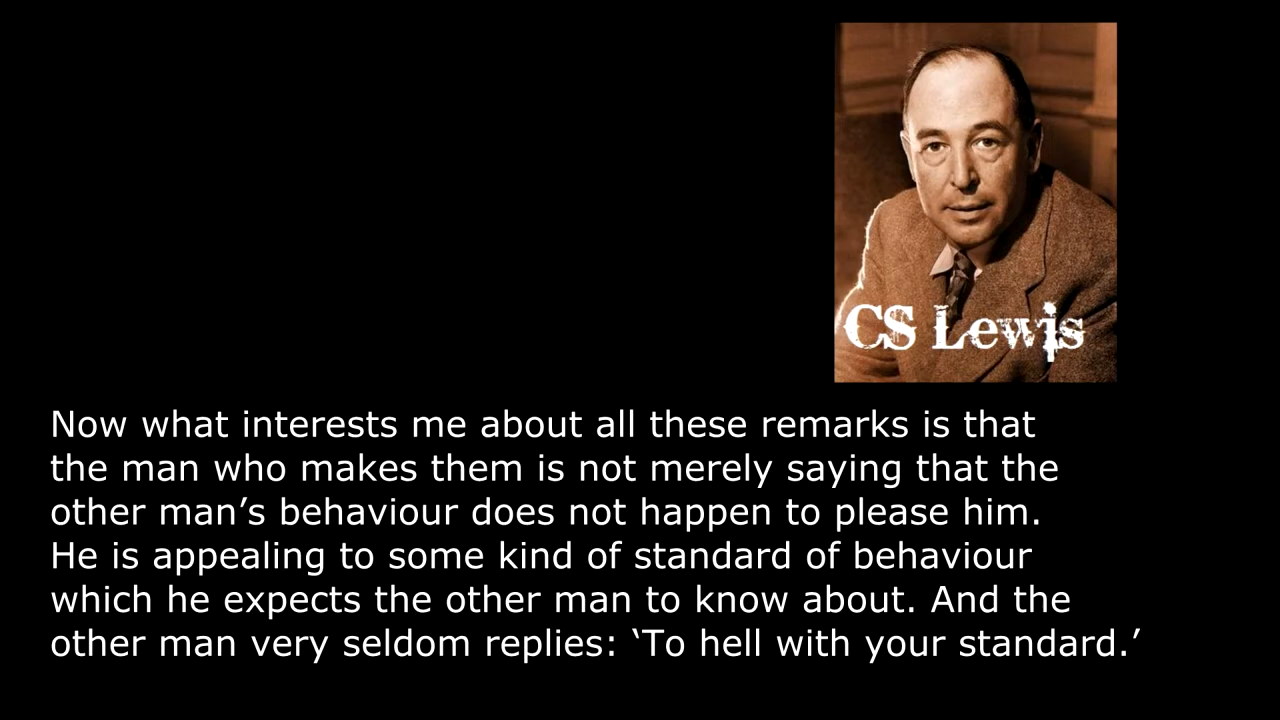 CS Lewis
Now what interests me about all these remarks is that
the man who makes them is not merely saying that the
other man’s behaviour does not happen to please him.
He is appealing to some kind of standard of behaviour
which he expects the other man to know about. And the
other man very seldom replies: ‘To hell with your standard.’